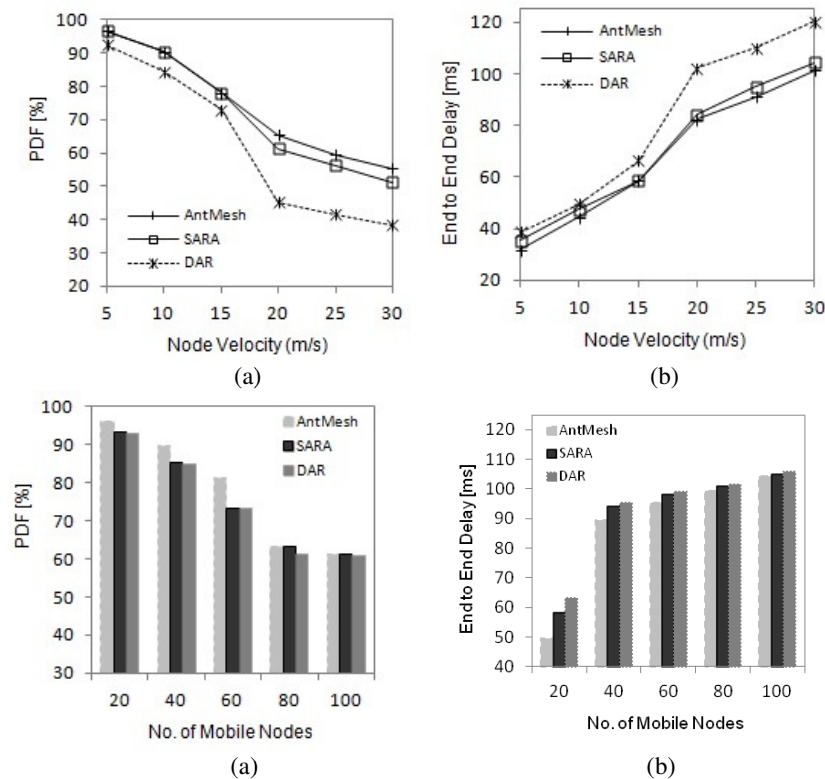 PDF [%]
100
90
80
70
60
50
40
30
20
AntMesh
SARA
DAR
5
10
15
20
25
30
Node Velocity (m/s)
(a)
End to End Delay [ms]
120
100
80
60
40
20
AntMesh
SARA
DAR
5
10
15
20
25
30
Node Velocity (m/s)
(b)
PDF [%]
100
90
80
70
60
50
40
30
AntMesh
SARA
DAR
20
40
60
80
100
No. of Mobile Nodes
(a)
End to End Delay [ms]
120
110
100
90
80
70
60
50
40
AntMesh
SARA
DAR
20
40
60
80
100
No. of Mobile Nodes
(b)